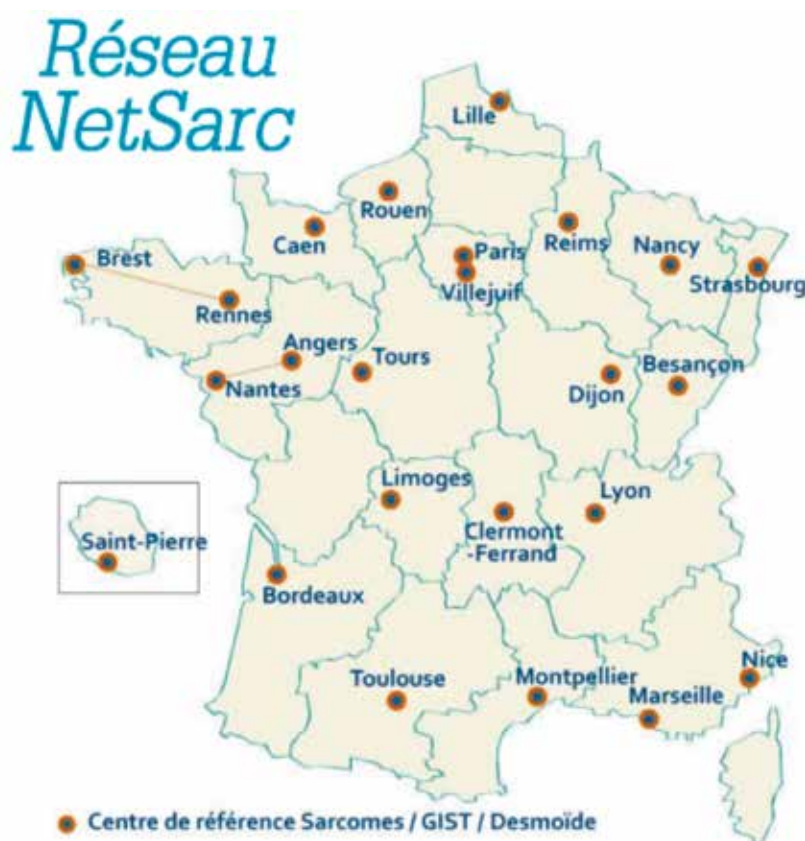 Réseau
NetSarc
Lille
Rouen
Caen
Paris
Villejuif
Reims
Nancy
Strasbourg
Brest
Rennes
Angers
Nantes
Tours
Dijon
Besançon
Limoges
Clermont
-Ferrand
Lyon
Saint-Pierre
Bordeaux
Toulouse
Montpellier
Marseille
Nice
Centre de référence Sarcomes / GIST / Desmoïde